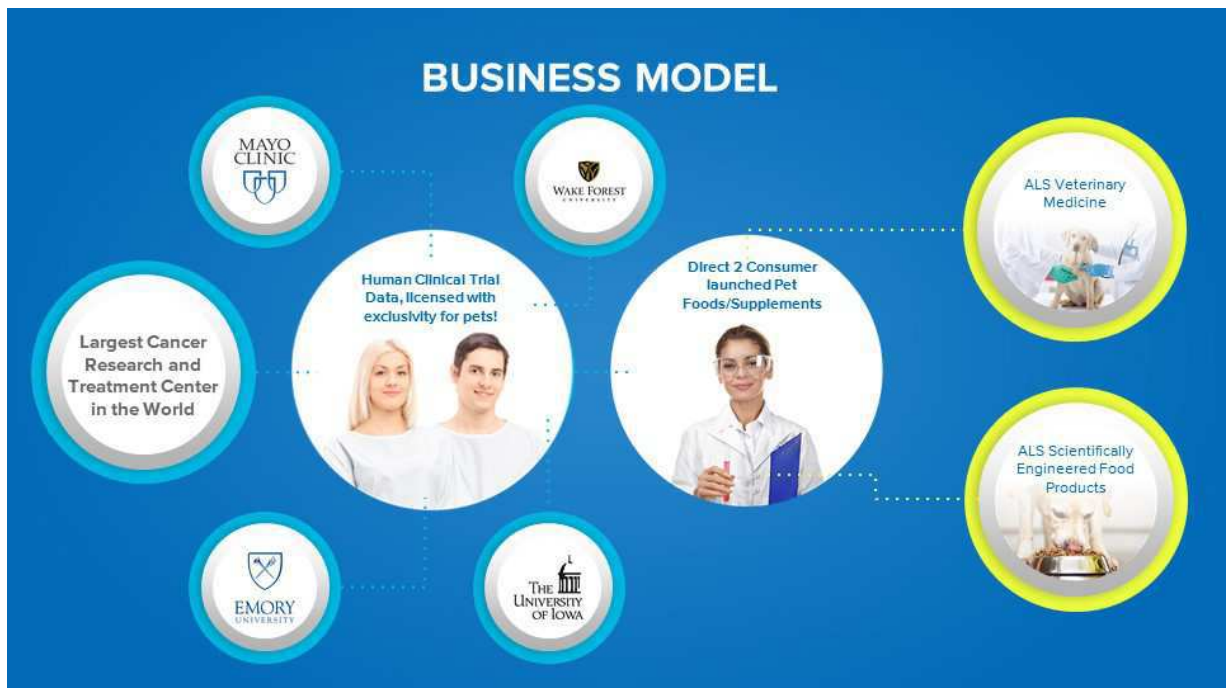 BUSINESS MODEL
MAYO
CLINIC
WAKE FOREST
UNIVERSITY
ALS Veterinary
Medicine
Human Clinical Trial
Data, licensed with
exclusivity for pets!
Direct 2 Consumer
launched Pet
Foods/Supplements
Largest Cancer
Research and
Treatment Center
in the World
ALS Scientifically
Engineered Food
Products
EMORY
UNIVERSITY
THE
UNIVERSITY
OF IOWA